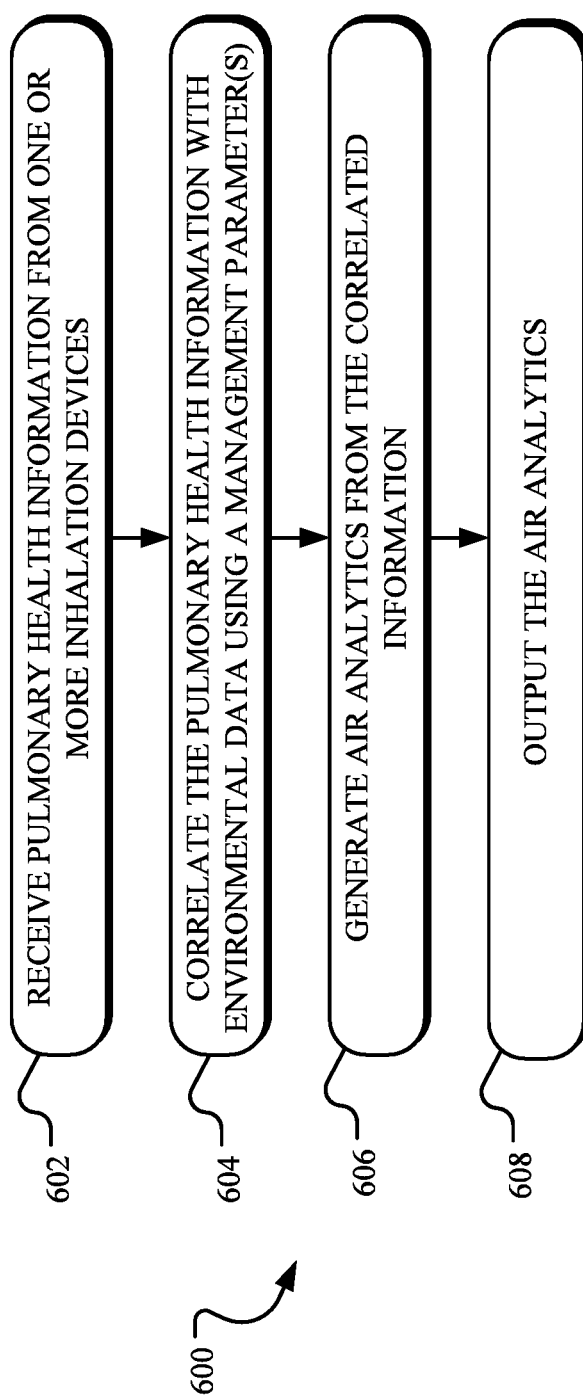 600
602
RECEIVE PULMONARY HEALTH INFORMATION FROM ONE OR
MORE INHALATION DEVICES
604
CORRELATE THE PULMONARY HEALTH INFORMATION WITH
ENVIRONMENTAL DATA USING A MANAGEMENT PARAMETER(S)
606
GENERATE AIR ANALYTICS FROM THE CORRELATED
INFORMATION
608
OUTPUT THE AIR ANALYTICS